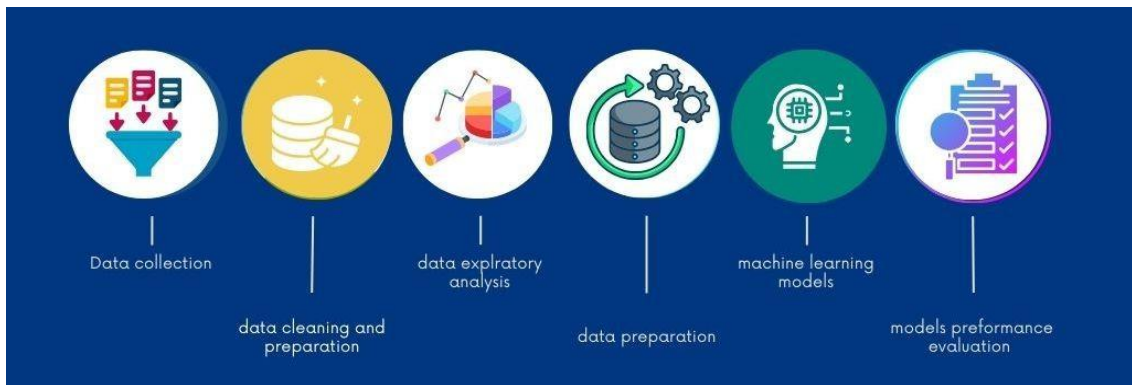 Data collection
data cleaning and
preparation
data explratory
analysis
data preparation
machine learning
models
models preformance
evaluation